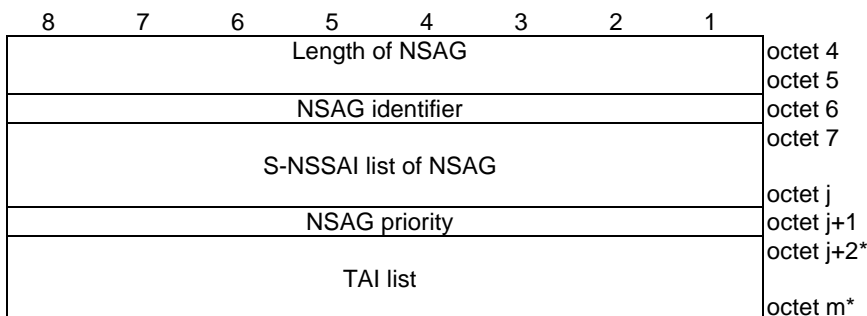 8 7 6 5 4 3 2 1
Length of NSAG octet 4
octet 5
NSAG identifier octet 6
octet 7
S-NSSAI list of NSAG
octet j
NSAG priority octet j+1
octet j+2*
TAI list
octet m*